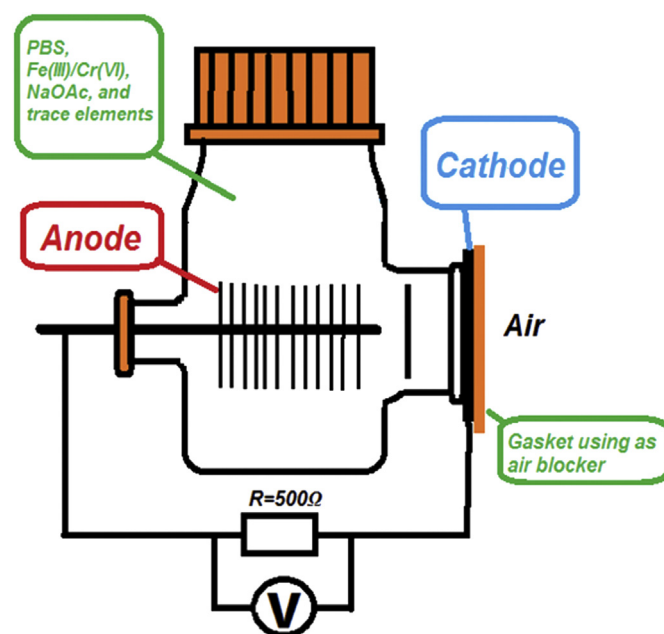 PBS,
Fe(III)/Cr(VI),
NaOAc, and
trace elements
Cathode
Anode
Air
Gasket using as
air blocker
R=500Ω
V